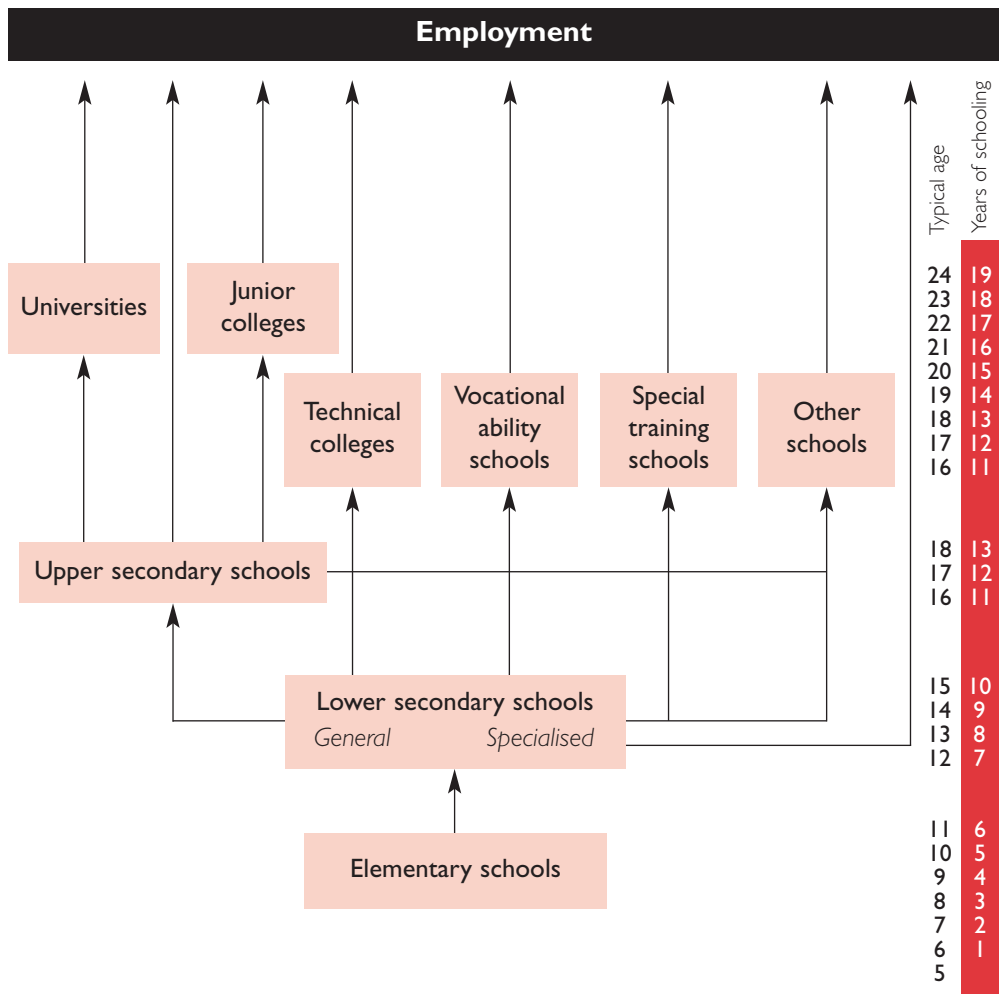 Employment
Typical age
Years of schooling
Universities
Junior
colleges
24 19
23 18
22 17
21 16
20 15
19 14
18 13
17 12
16 11
Technical
colleges
Vocational
ability
schools
Special
training
schools
Other
schools
Upper secondary schools
18 13
17 12
16 11
Lower secondary schools
General Specialised
15 10
14 9
13 8
12 7
Elementary schools
11 6
10 5
9 4
8 3
7 2
6 1
5